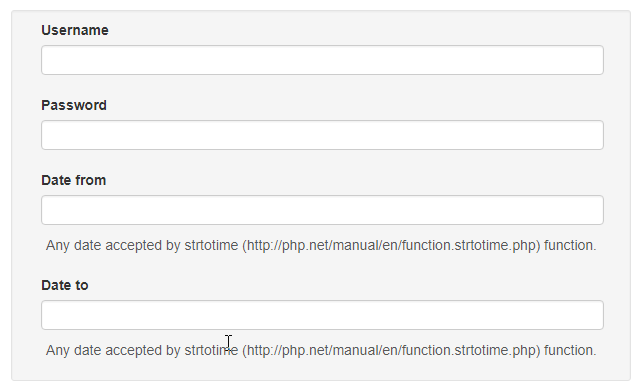 Username
Password
Date from
Any date accepted by strtotime (http://php.net/manual/en/function.strtotime.php) function.
Date to
Any date accepted by strtotime (http://php.net/manual/en/function.strtotime.php) function.